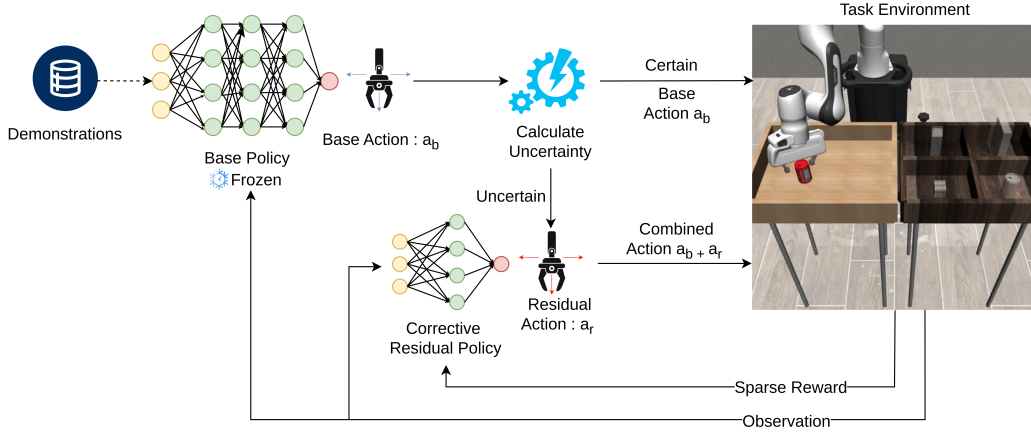 Task Environment
Demonstrations
Base Policy
Frozen
Base Action : a_b
Calculate
Uncertainty
Certain
Base
Action a_b
Uncertain
Combined
Action a_b + a_r
Residual
Action : a_r
Corrective
Residual Policy
Sparse Reward
Observation